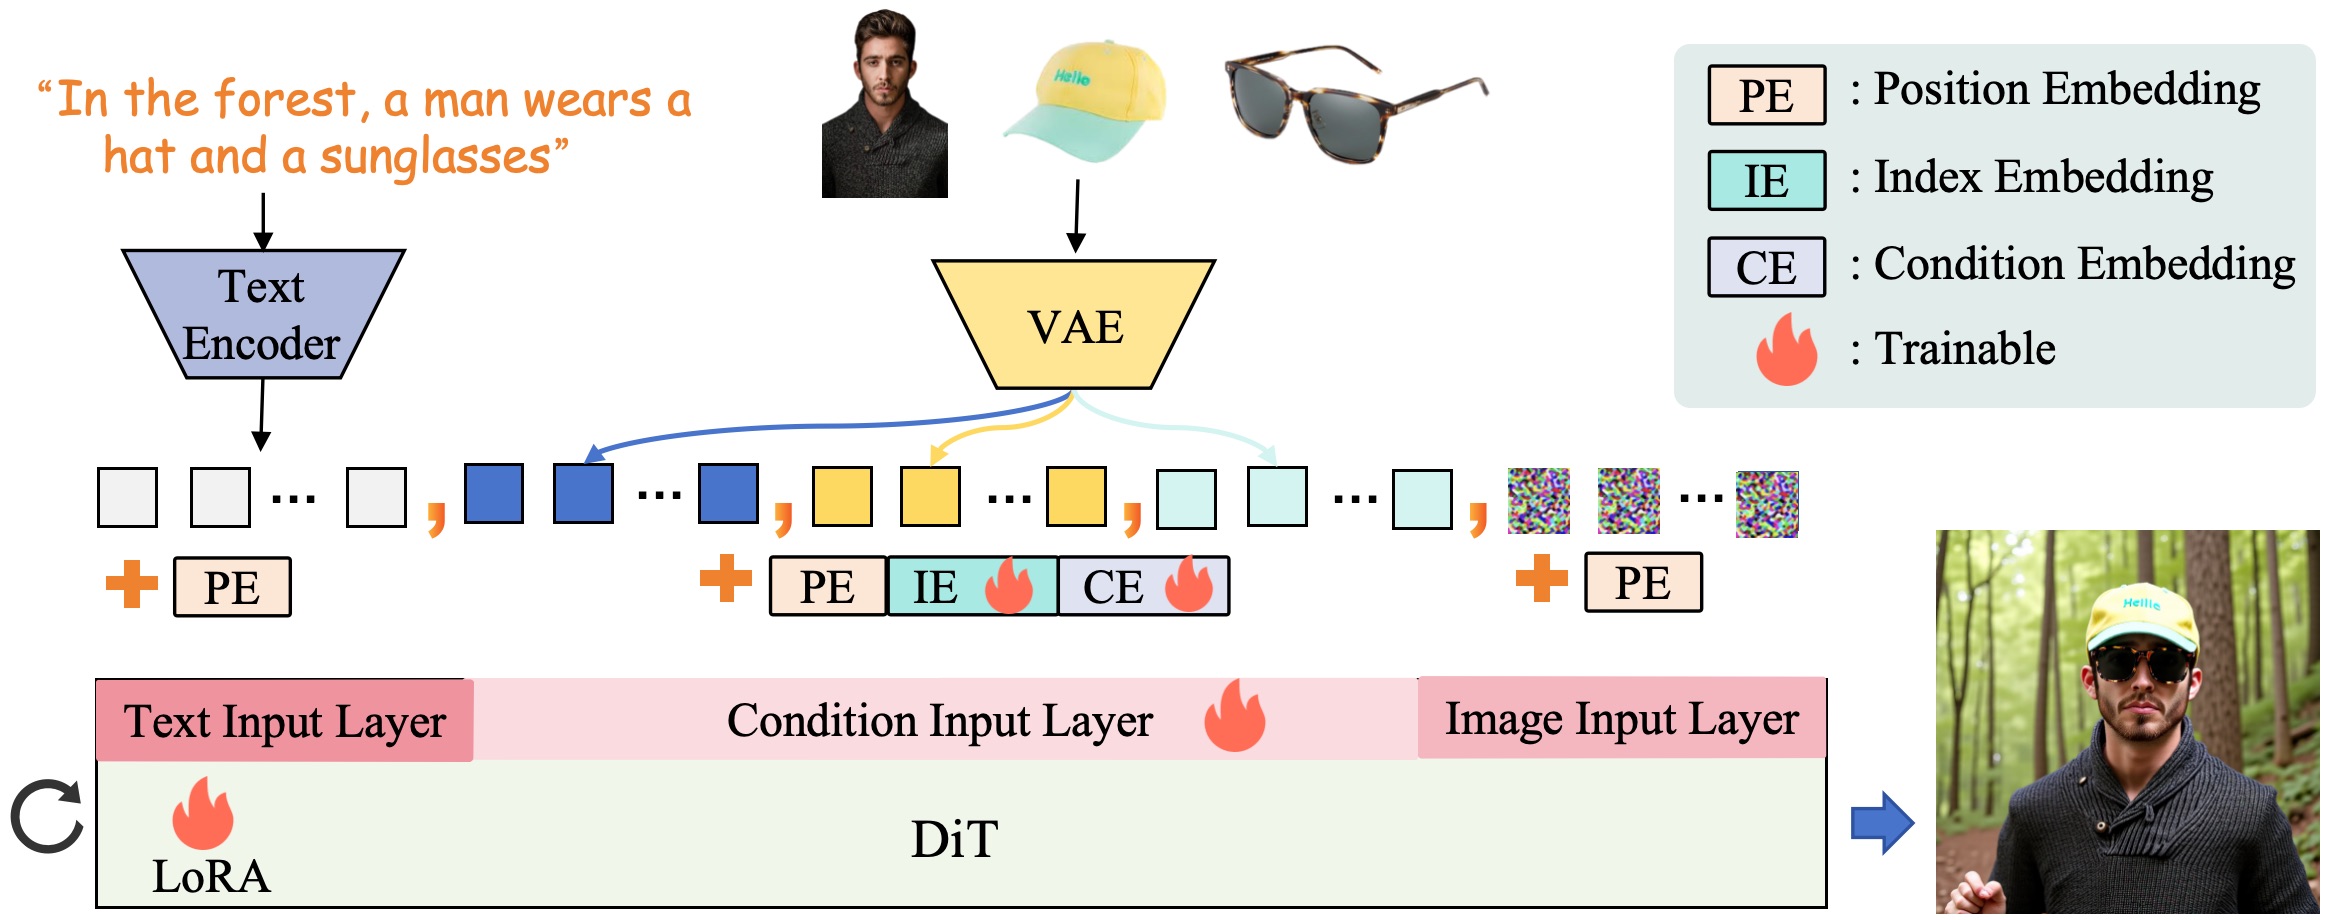 “In the forest, a man wears a
hat and a sunglasses”
Hello
PE : Position Embedding
IE : Index Embedding
CE : Condition Embedding
: Trainable
Text
Encoder
VAE
... , ... , ... , ... , ...
+ PE
+ PE IE CE
+ PE
Hello
Text Input Layer
Condition Input Layer
Image Input Layer
LoRA
DiT